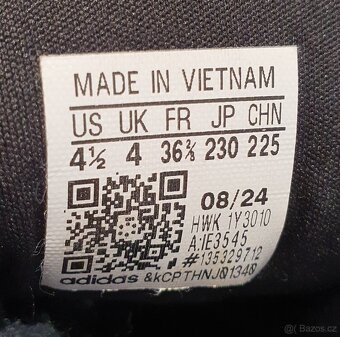 MADE IN VIETNAM
US UK FR JP CHN
4½ 4 36⅔ 230 225
08/24
HWK 1Y3010
A:IE3545
#135329712
adidas &kCPTHNJ01340
© Bazos.cz